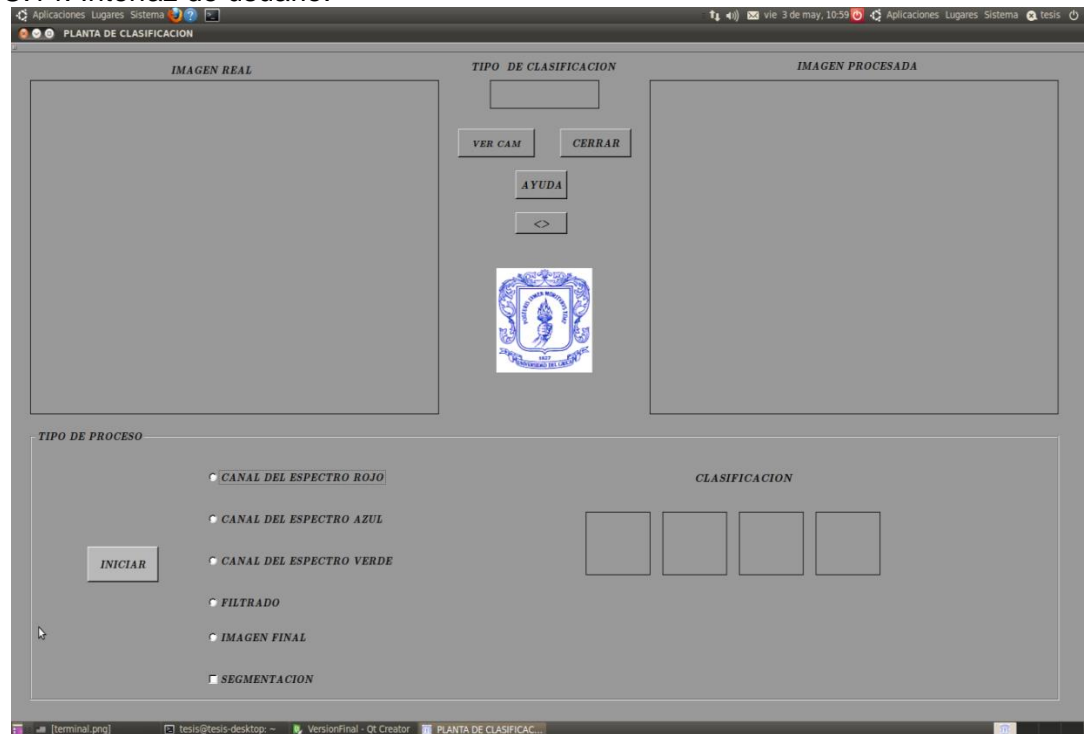 Aplicaciones Lugares Sistema vie 3 de may, 10:59 Aplicaciones Lugares Sistema tesis
PLANTA DE CLASIFICACION
IMAGEN REAL
TIPO DE CLASIFICACION
IMAGEN PROCESADA
VER CAM
CERRAR
AYUDA
<>
1827
TIPO DE PROCESO
CANAL DEL ESPECTRO ROJO
CANAL DEL ESPECTRO AZUL
CANAL DEL ESPECTRO VERDE
FILTRADO
IMAGEN FINAL
SEGMENTACION
INICIAR
CLASIFICACION
[terminal.png] tesis@tesis-desktop: ~ VersionFinal - Qt Creator PLANTA DE CLASIFICAC...